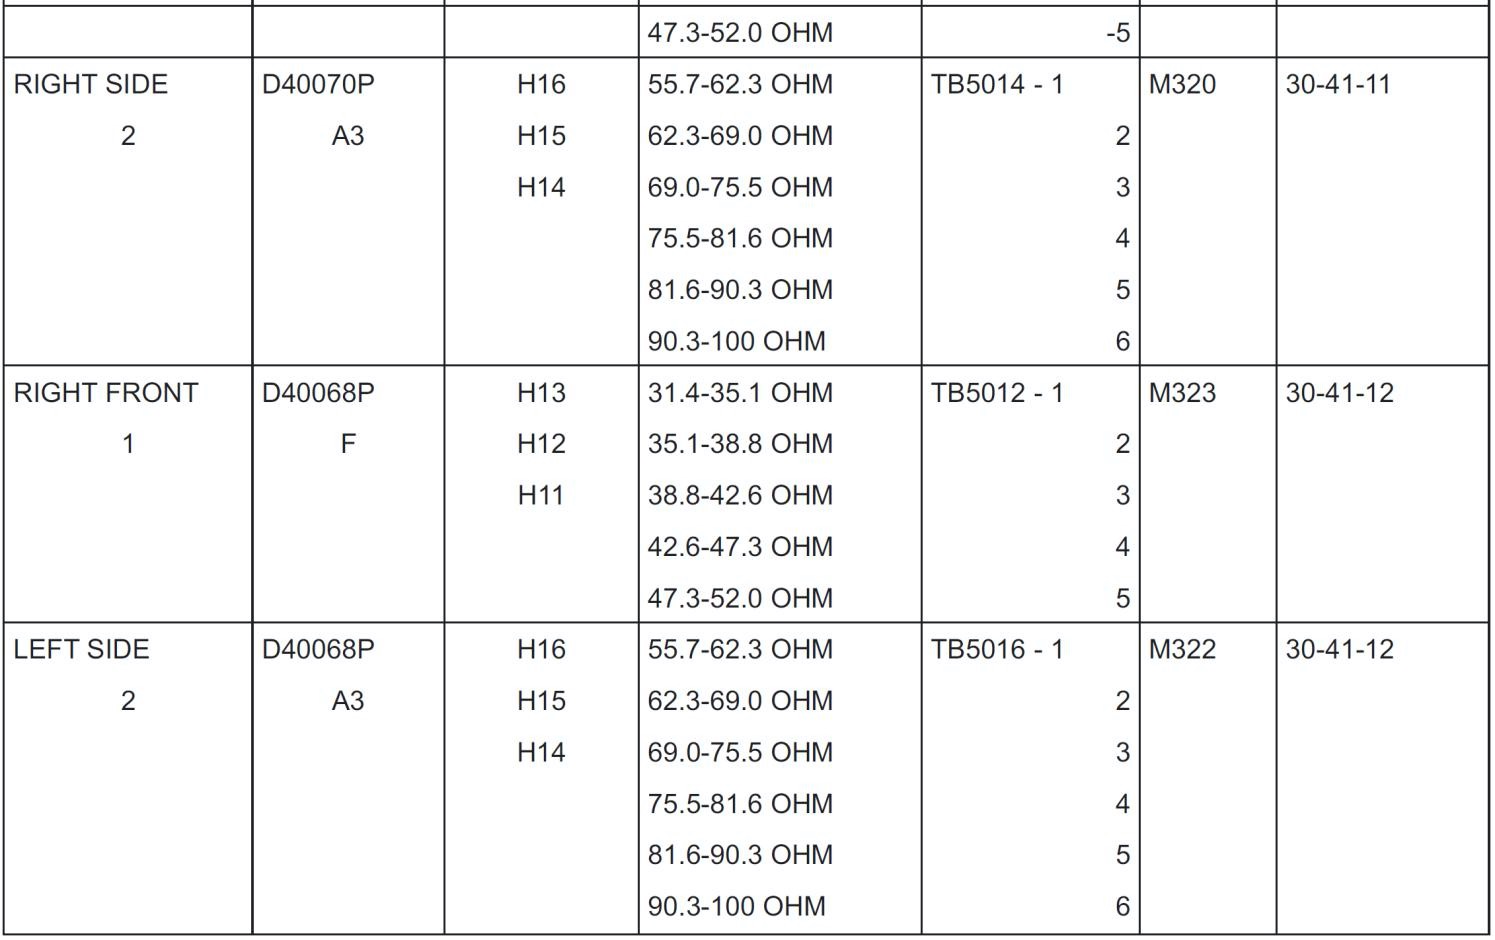 47.3-52.0 OHM -5
RIGHT SIDE D40070P H16 55.7-62.3 OHM TB5014 - 1 M320 30-41-11
2 A3 H15 62.3-69.0 OHM 2
H14 69.0-75.5 OHM 3
75.5-81.6 OHM 4
81.6-90.3 OHM 5
90.3-100 OHM 6
RIGHT FRONT D40068P H13 31.4-35.1 OHM TB5012 - 1 M323 30-41-12
1 F H12 35.1-38.8 OHM 2
H11 38.8-42.6 OHM 3
42.6-47.3 OHM 4
47.3-52.0 OHM 5
LEFT SIDE D40068P H16 55.7-62.3 OHM TB5016 - 1 M322 30-41-12
2 A3 H15 62.3-69.0 OHM 2
H14 69.0-75.5 OHM 3
75.5-81.6 OHM 4
81.6-90.3 OHM 5
90.3-100 OHM 6